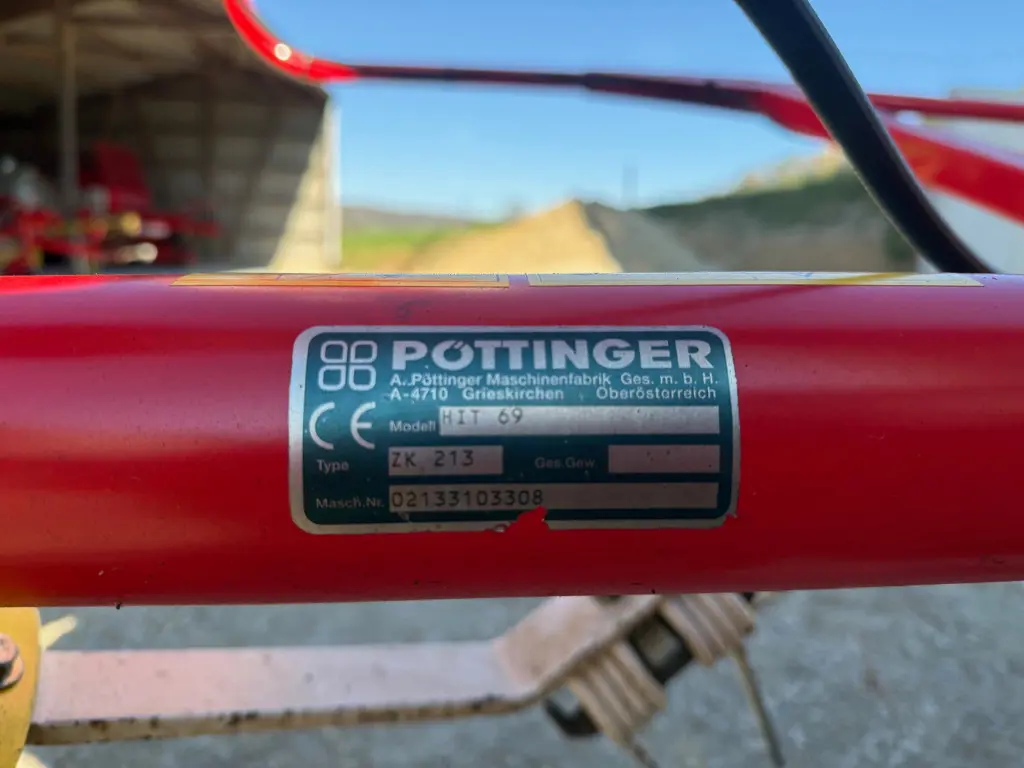 PÖTTINGER
A. Pöttinger Maschinenfabrik Ges. m. b. H.
A-4710 Grieskirchen Oberösterreich
CE
Modell HIT 69
Type ZK 213 Ges.Gew
Masch.Nr. 02133103308